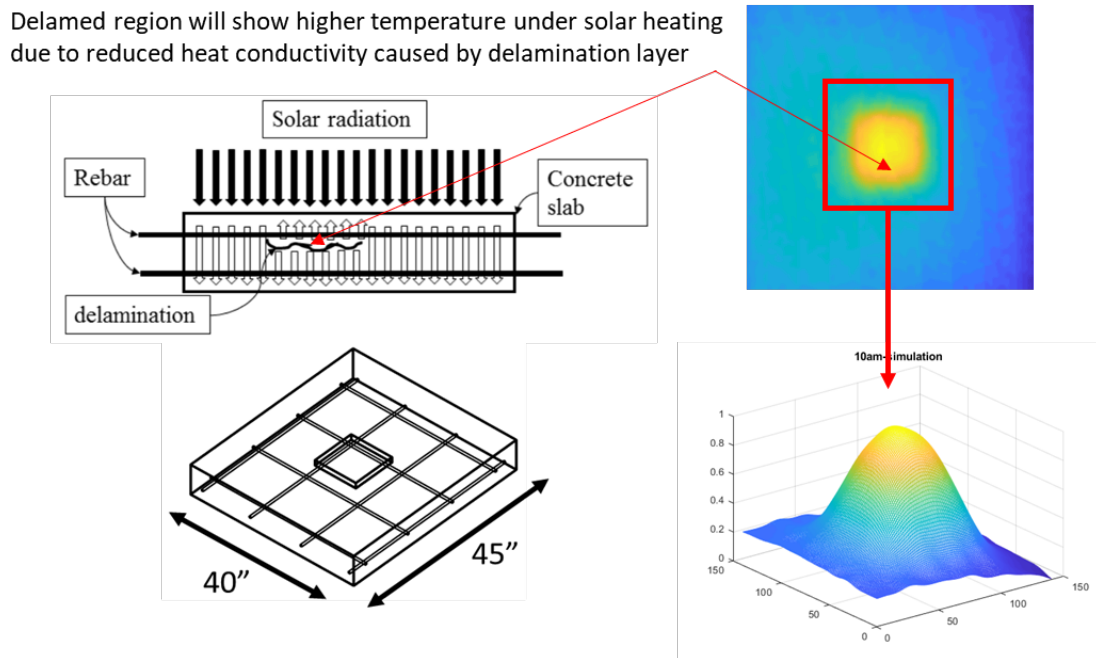 Delamed region will show higher temperature under solar heating
due to reduced heat conductivity caused by delamination layer
Solar radiation
Rebar
Concrete
slab
delamination
40”
45”
10am-simulation
1
0.8
0.6
0.4
0.2
0
150
100
50
0
0
50
100
150